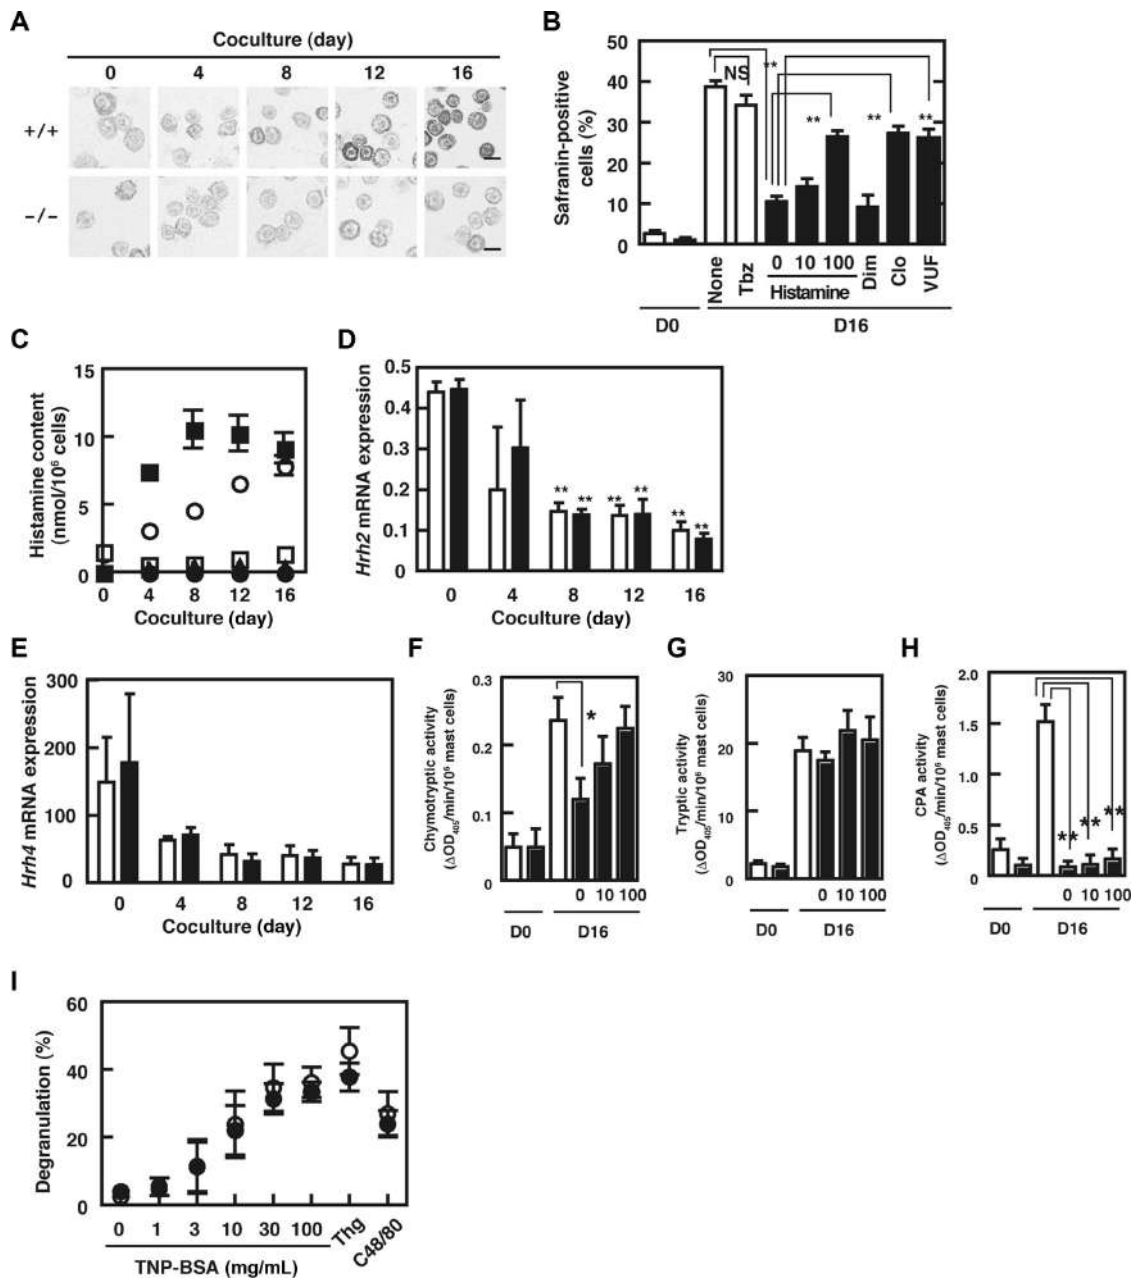 A
Coculture (day)
0 4 8 12 16
+/+
−/−
B
Safranin-positive
cells (%)
50
40
30
20
10
0
NS
**
** ** **
None
Tbz
0 10 100
Histamine
Dim
Clo
VUF
D0 D16
C
Histamine content
(nmol/10⁶ cells)
15
10
5
0
0 4 8 12 16
Coculture (day)
D
Hrh2 mRNA expression
0.5
0.4
0.3
0.2
0.1
0
** ** ** ** ** **
0 4 8 12 16
Coculture (day)
E
Hrh4 mRNA expression
300
200
100
0
0 4 8 12 16
Coculture (day)
F
Chymotryptic activity
(ΔOD₄₀₅/min/10⁶ mast cells)
0.3
0.2
0.1
0
*
0 10 100
D0 D16
G
Tryptic activity
(ΔOD₄₀₅/min/10⁶ mast cells)
30
20
10
0
0 10 100
D0 D16
H
CPA activity
(ΔOD₄₀₅/min/10⁶ mast cells)
2.0
1.5
1.0
0.5
0
** ** **
0 10 100
D0 D16
I
Degranulation (%)
60
40
20
0
0 1 3 10 30 100
Thg
C48/80
TNP-BSA (mg/mL)